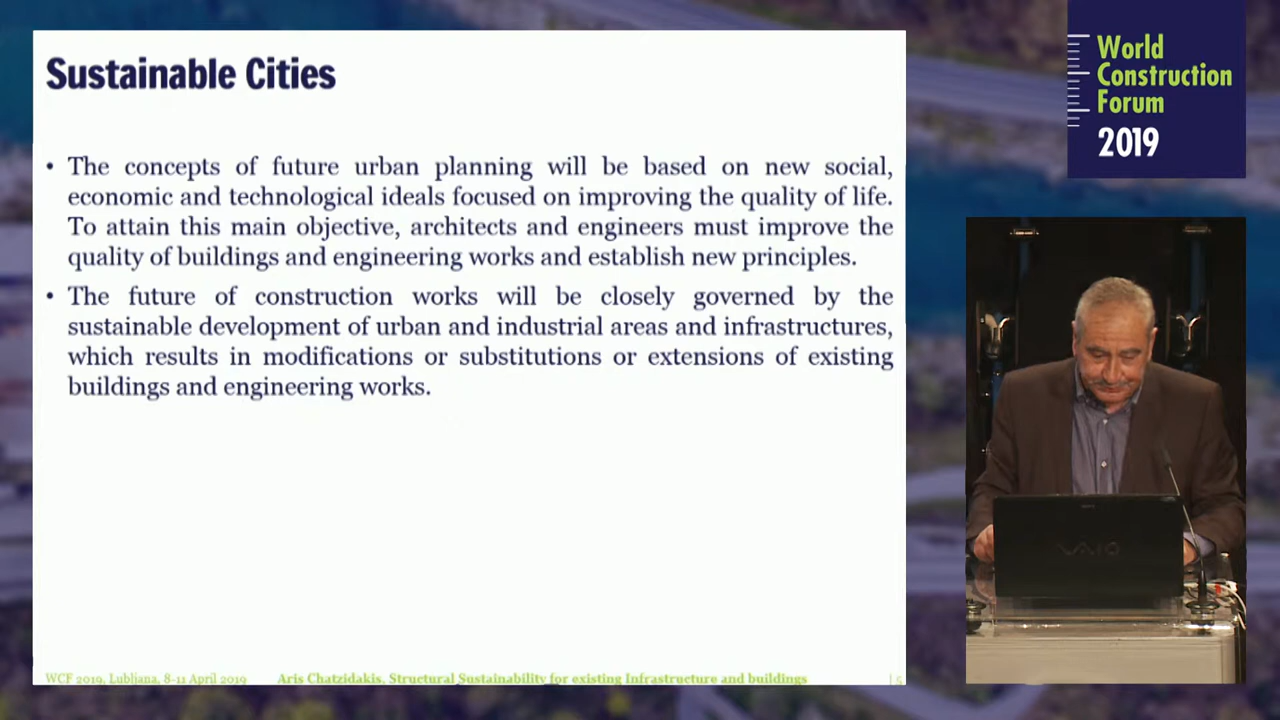 Sustainable Cities
• The concepts of future urban planning will be based on new social,
economic and technological ideals focused on improving the quality of life.
To attain this main objective, architects and engineers must improve the
quality of buildings and engineering works and establish new principles.
• The future of construction works will be closely governed by the
sustainable development of urban and industrial areas and infrastructures,
which results in modifications or substitutions or extensions of existing
buildings and engineering works.
WCF 2019, Lubljana, 8-11 April 2019
Aris Chatzidakis, Structural Sustainability for existing Infrastructure and buildings
| 5
World
Construction
Forum
2019
VAIO